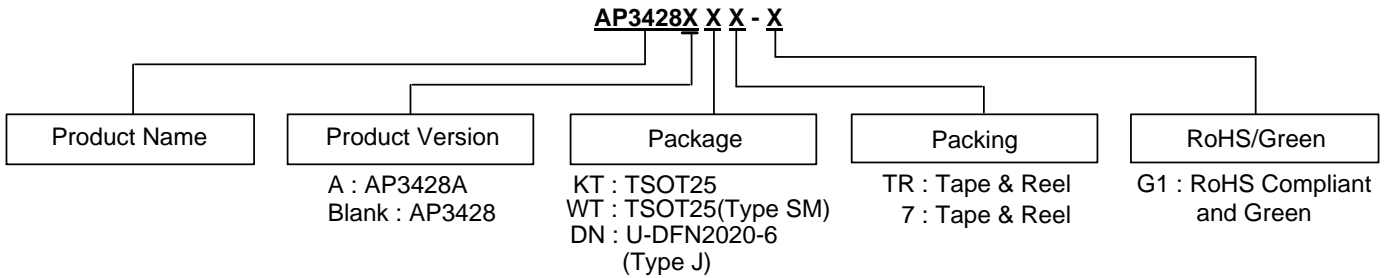 AP3428X X X - X
Product Name
Product Version
Package
Packing
RoHS/Green
A : AP3428A
Blank : AP3428
KT : TSOT25
WT : TSOT25(Type SM)
DN : U-DFN2020-6
(Type J)
TR : Tape & Reel
7 : Tape & Reel
G1 : RoHS Compliant
and Green